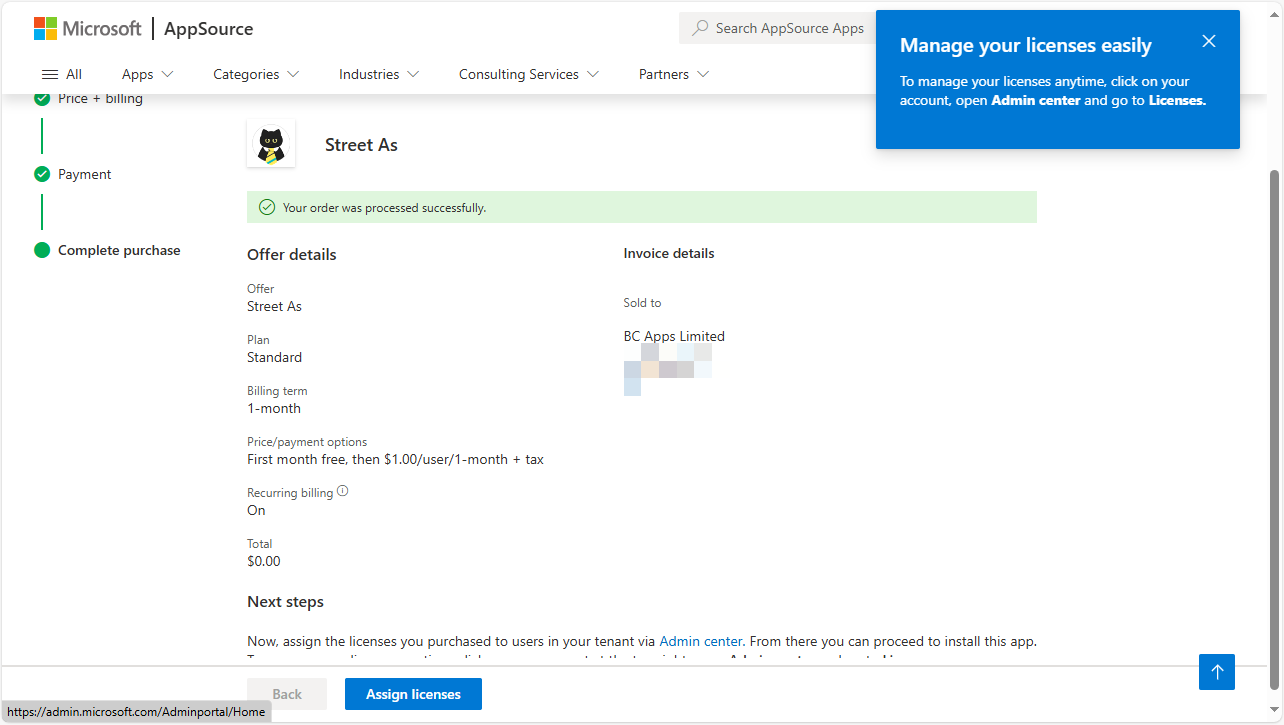 Microsoft | AppSource
Search AppSource Apps
Manage your licenses easily
To manage your licenses anytime, click on your
account, open Admin center and go to Licenses.
All
Apps
Categories
Industries
Consulting Services
Partners
Price + billing
Payment
Complete purchase
Street As
Your order was processed successfully.
Offer details
Offer
Street As
Plan
Standard
Billing term
1-month
Price/payment options
First month free, then $1.00/user/1-month + tax
Recurring billing
On
Total
$0.00
Invoice details
Sold to
BC Apps Limited
Next steps
Now, assign the licenses you purchased to users in your tenant via Admin center. From there you can proceed to install this app.
Back
Assign licenses
https://admin.microsoft.com/Adminportal/Home